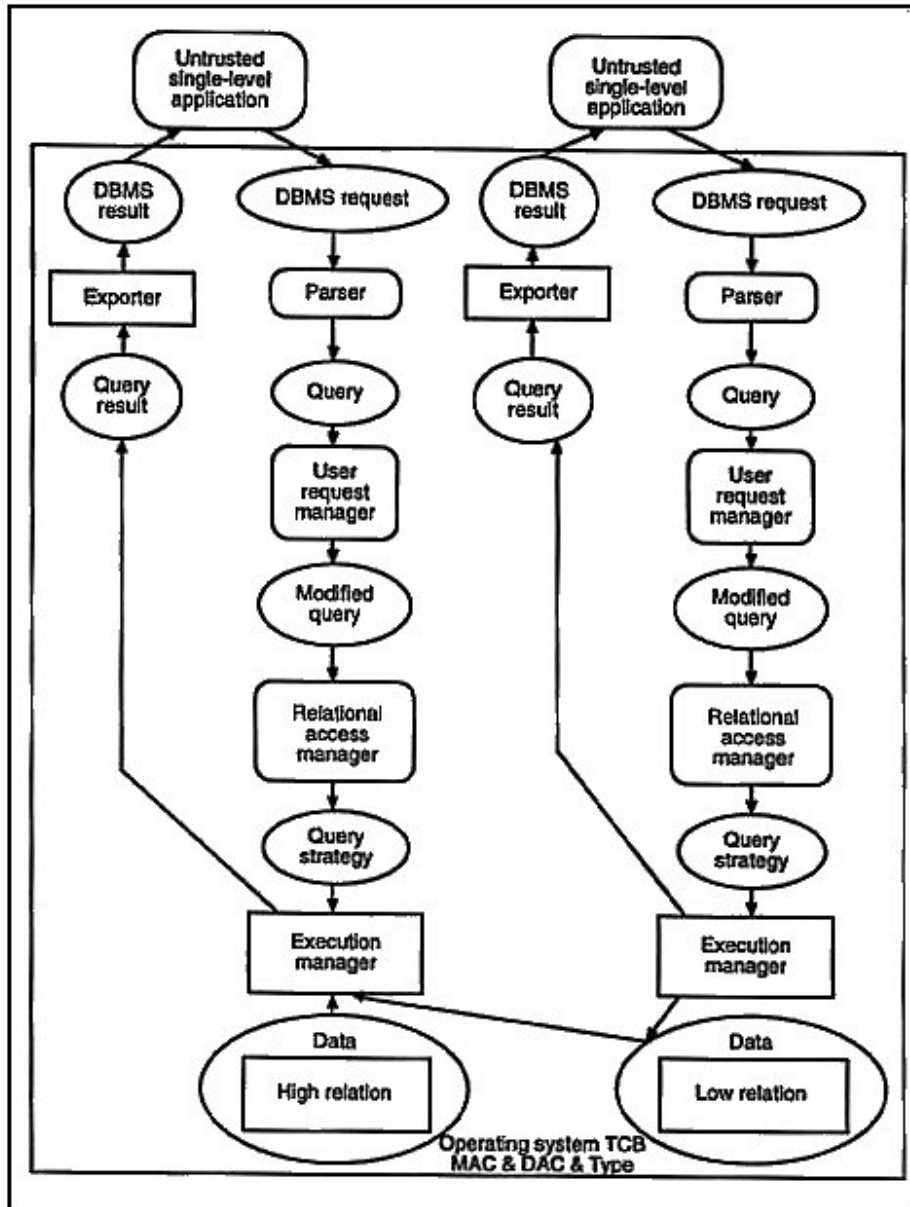 Untrusted
single-level
application
Untrusted
single-level
application
DBMS
result
DBMS request
DBMS
result
DBMS request
Exporter
Parser
Exporter
Parser
Query
result
Query
Query
result
Query
User
request
manager
User
request
manager
Modified
query
Modified
query
Relational
access
manager
Relational
access
manager
Query
strategy
Query
strategy
Execution
manager
Execution
manager
Data
High relation
Data
Low relation
Operating system TCB
MAC & DAC & Type